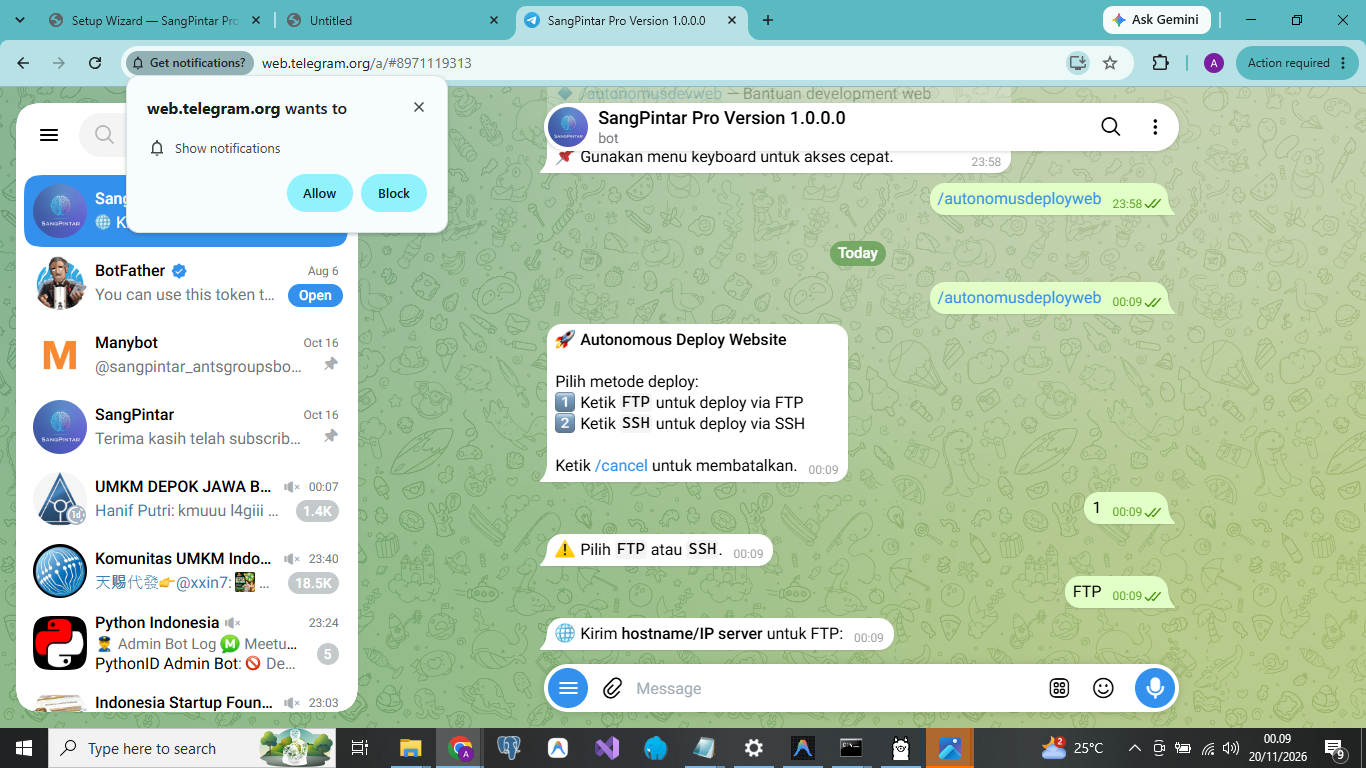 Setup Wizard — SangPintar Pro
Untitled
SangPintar Pro Version 1.0.0.0
Ask Gemini
Get notifications?
web.telegram.org/a/#8971119313
A
Action required
web.telegram.org wants to
Show notifications
Allow
Block
/autonomusdevweb — Bantuan development web
SangPintar Pro Version 1.0.0.0
bot
Gunakan menu keyboard untuk akses cepat.
23:58
/autonomusdeployweb 23:58
Today
/autonomusdeployweb 00:09
Autonomous Deploy Website
Pilih metode deploy:
1 Ketik FTP untuk deploy via FTP
2 Ketik SSH untuk deploy via SSH
Ketik /cancel untuk membatalkan. 00:09
1 00:09
Pilih FTP atau SSH. 00:09
FTP 00:09
Kirim hostname/IP server untuk FTP: 00:09
Message
SANGPINTAR
BotFather Aug 6
You can use this token t... Open
Manybot Oct 16
@sangpintar_antsgroupsbo...
SangPintar Oct 16
Terima kasih telah subscrib...
SANGPINTAR
UMKM DEPOK JAWA B... 00:07
Hanif Putri: kmuuu l4giii ... 1.4K
1d
Komunitas UMKM Indo... 23:40
天赐代發👉@xxin7: ... 18.5K
Python Indonesia 23:24
Admin Bot Log M Meetu...
PythonID Admin Bot: 🚫 De... 5
Indonesia Startup Foun... 23:03
Type here to search
2
25°C
00.09
20/11/2026
9